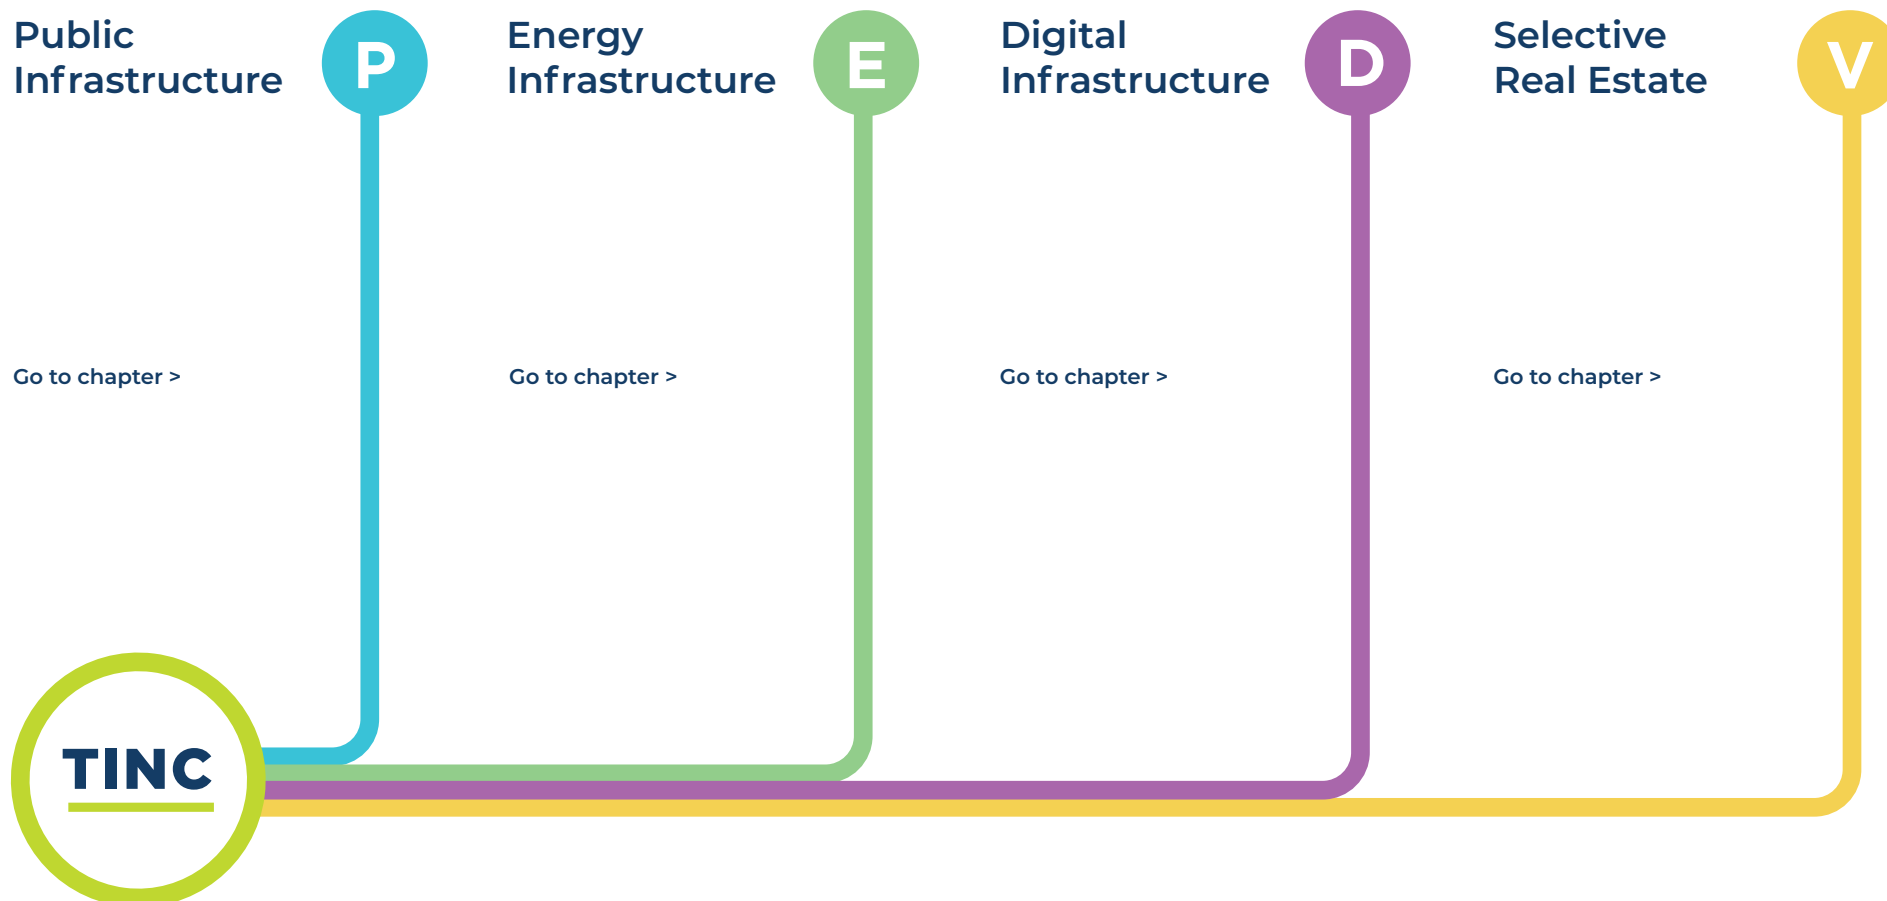 Public
Infrastructure
P
Energy
Infrastructure
E
Digital
Infrastructure
D
Selective
Real Estate
V
Go to chapter >
Go to chapter >
Go to chapter >
Go to chapter >
TINC